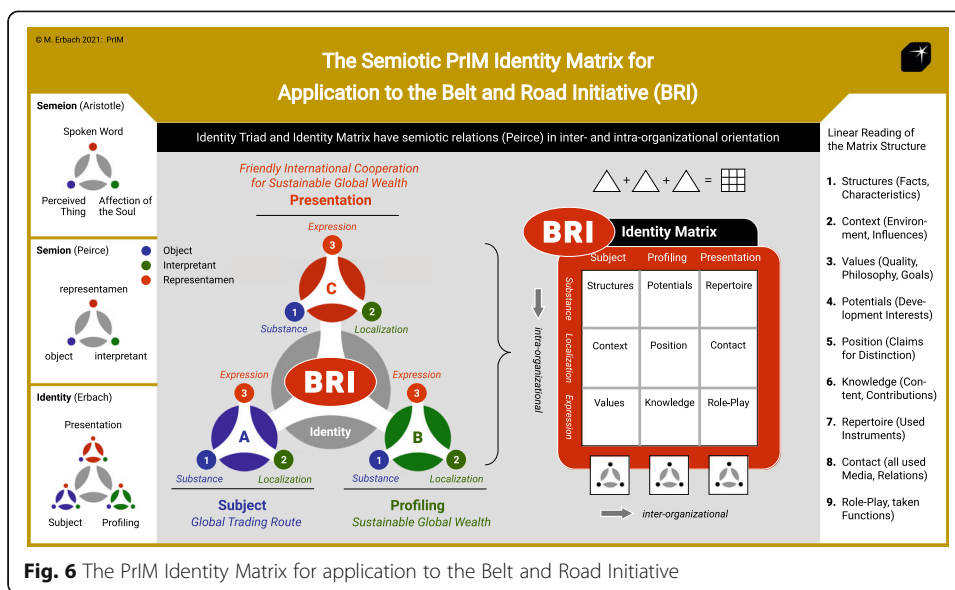 © M. Erbach 2021: PrIM
The Semiotic PrIM Identity Matrix for
Application to the Belt and Road Initiative (BRI)
Semeion (Aristotle)
Spoken Word
Perceived
Thing
Affection of
the Soul
Semion (Peirce)
Object
Interpretant
Representamen
representamen
object
interpretant
Identity (Erbach)
Presentation
Subject
Profiling
Identity Triad and Identity Matrix have semiotic relations (Peirce) in inter- and intra-organizational orientation
Friendly International Cooperation
for Sustainable Global Wealth
Presentation
Expression
3
C
1
2
Substance
Localization
BRI
Identity
Expression
3
A
1
2
Substance
Localization
Subject
Global Trading Route
Expression
3
B
1
2
Substance
Localization
Profiling
Sustainable Global Wealth
+ + =
BRI
Identity Matrix
Subject Profiling Presentation
Substance
Structures Potentials Repertoire
Localization
Context Position Contact
Expression
Values Knowledge Role-Play
intra-organizational
inter-organizational
Linear Reading of
the Matrix Structure
1. Structures (Facts,
Characteristics)
2. Context (Environ-
ment, Influences)
3. Values (Quality,
Philosophy, Goals)
4. Potentials (Deve-
lopment Interests)
5. Position (Claims
for Distinction)
6. Knowledge (Con-
tent, Contributions)
7. Repertoire (Used
Instruments)
8. Contact (all used
Media, Relations)
9. Role-Play, taken
Functions)
Fig. 6 The PrIM Identity Matrix for application to the Belt and Road Initiative